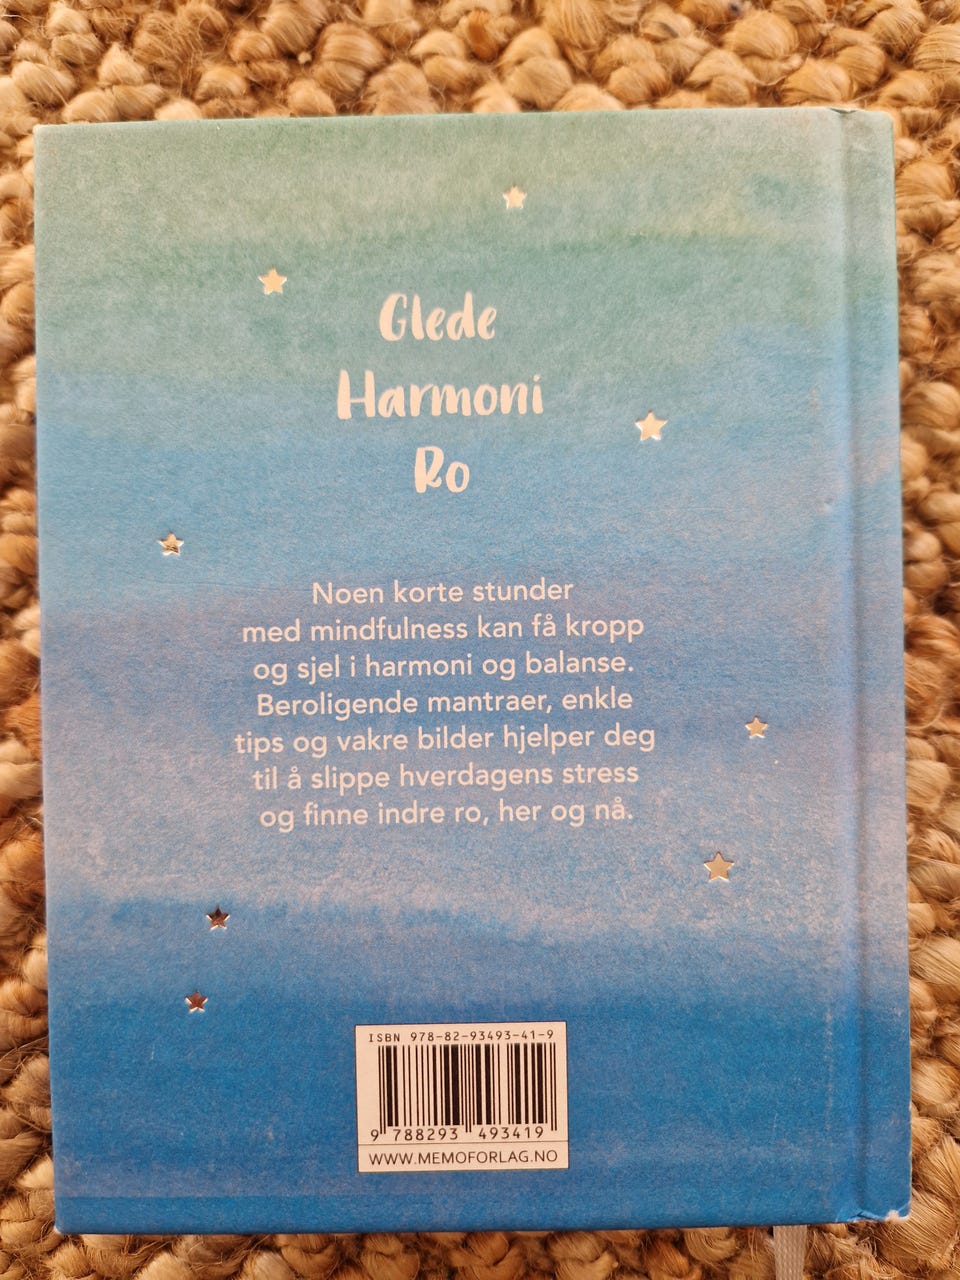 Glede
Harmoni
Ro
Noen korte stunder
med mindfulness kan få kropp
og sjel i harmoni og balanse.
Beroligende mantraer, enkle
tips og vakre bilder hjelper deg
til å slippe hverdagens stress
og finne indre ro, her og nå.
ISBN 978-82-93493-41-9
9 788293 493419
WWW.MEMOFORLAG.NO